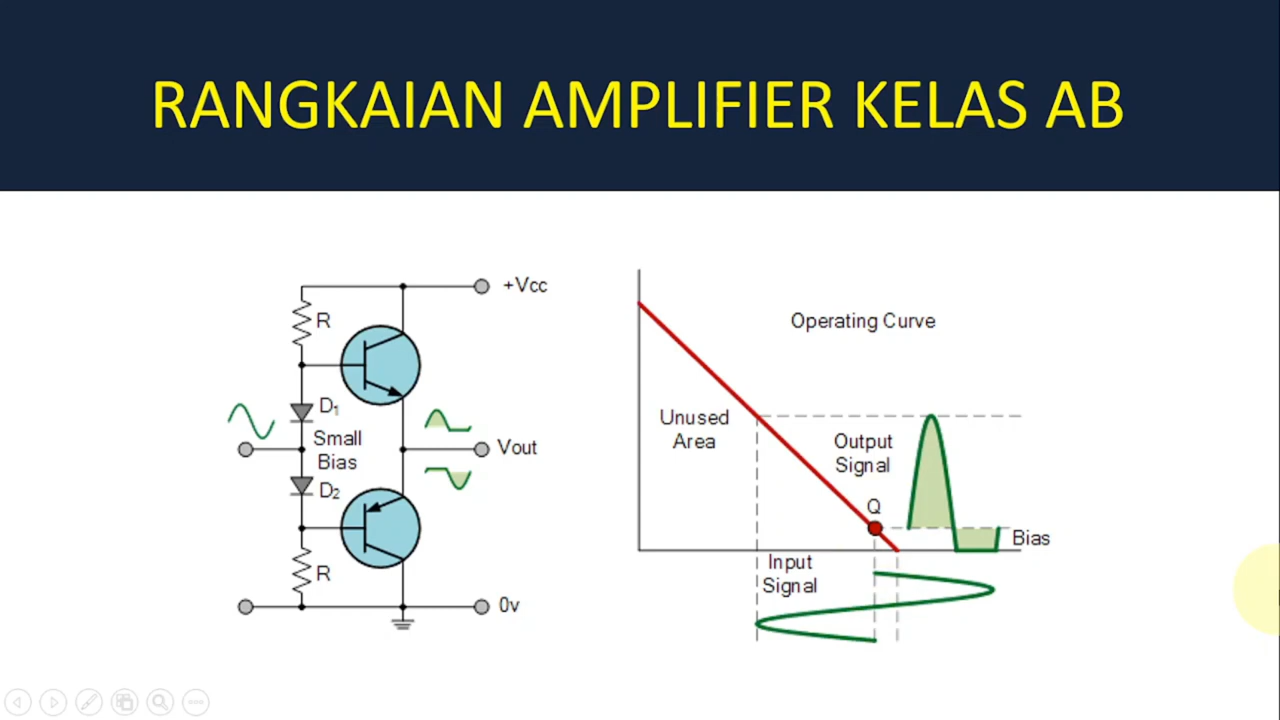 RANGKAIAN AMPLIFIER KELAS AB
+Vcc
R
D1
Small
Bias
Vout
D2
R
0v
Operating Curve
Unused
Area
Output
Signal
Q
Bias
Input
Signal